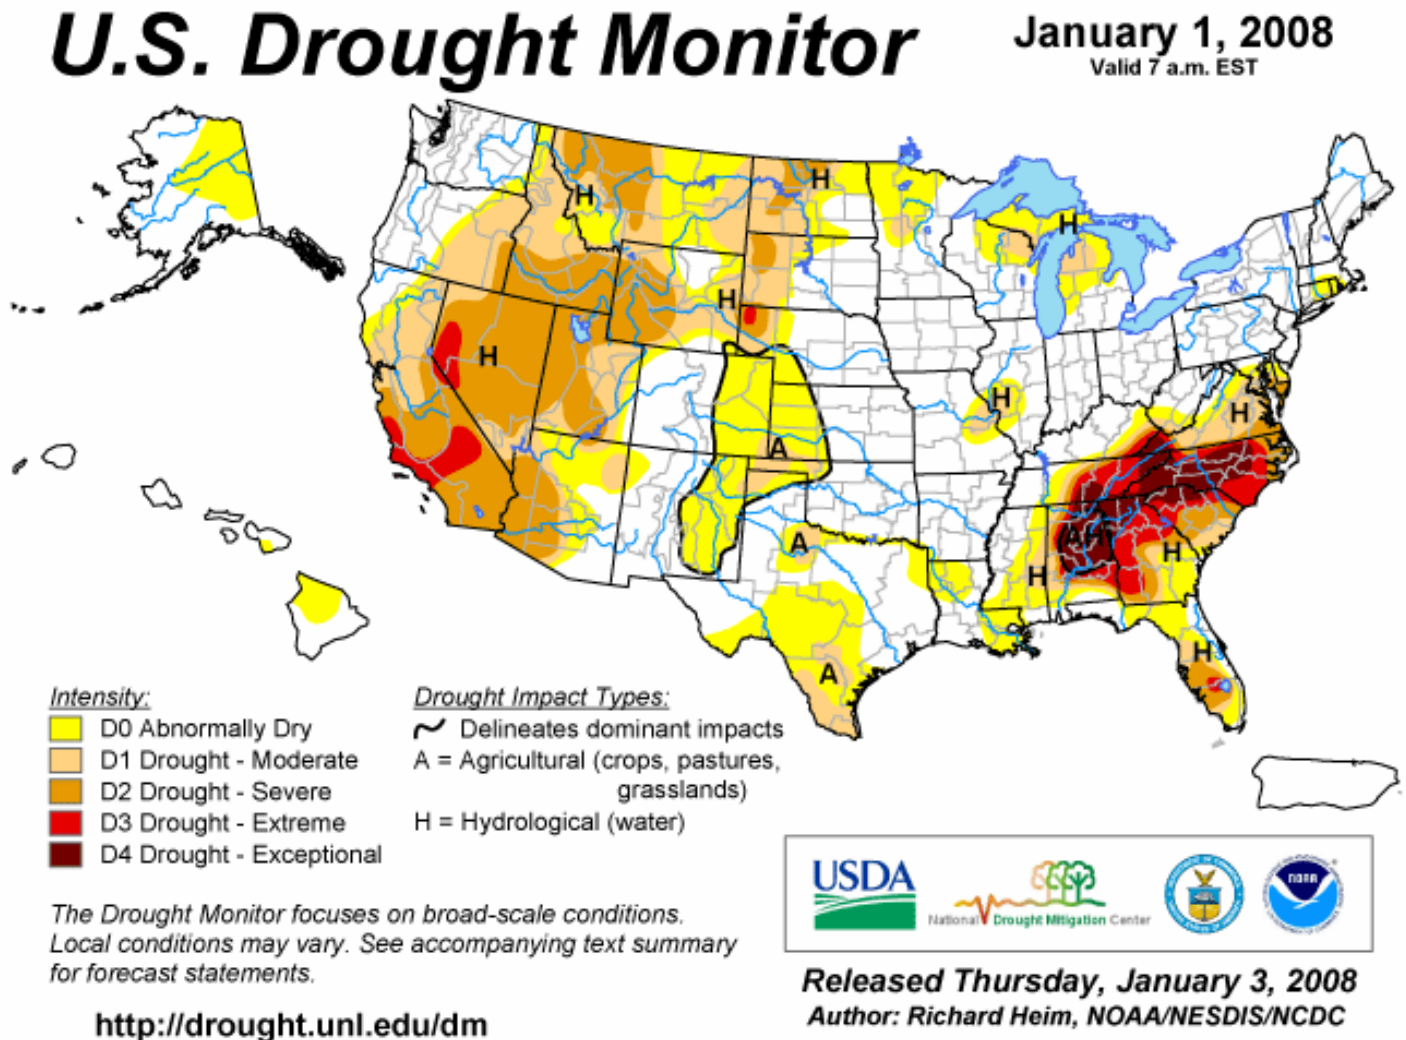 U.S. Drought Monitor
January 1, 2008
Valid 7 a.m. EST
H
H
H
H
H
A
H
H
A
A
AH
H
H
H
A
Intensity:
D0 Abnormally Dry
D1 Drought - Moderate
D2 Drought - Severe
D3 Drought - Extreme
D4 Drought - Exceptional
Drought Impact Types:
Delineates dominant impacts
A = Agricultural (crops, pastures,
grasslands)
H = Hydrological (water)
The Drought Monitor focuses on broad-scale conditions.
Local conditions may vary. See accompanying text summary
for forecast statements.
http://drought.unl.edu/dm
USDA
National Drought Mitigation Center
NOAA
Released Thursday, January 3, 2008
Author: Richard Heim, NOAA/NESDIS/NCDC